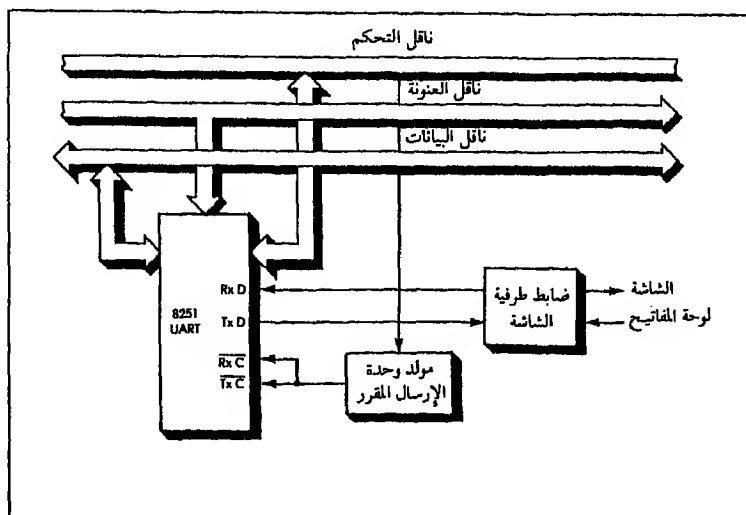 ناقل التحكم
ناقل العنونة
ناقل البيانات
8251
UART
Rx D
Tx D
Rx C
Tx C
ضابط طرفية
الشاشة
الشاشة
لوحة المفاتيح
مولد وحدة
الإرسال المقرر